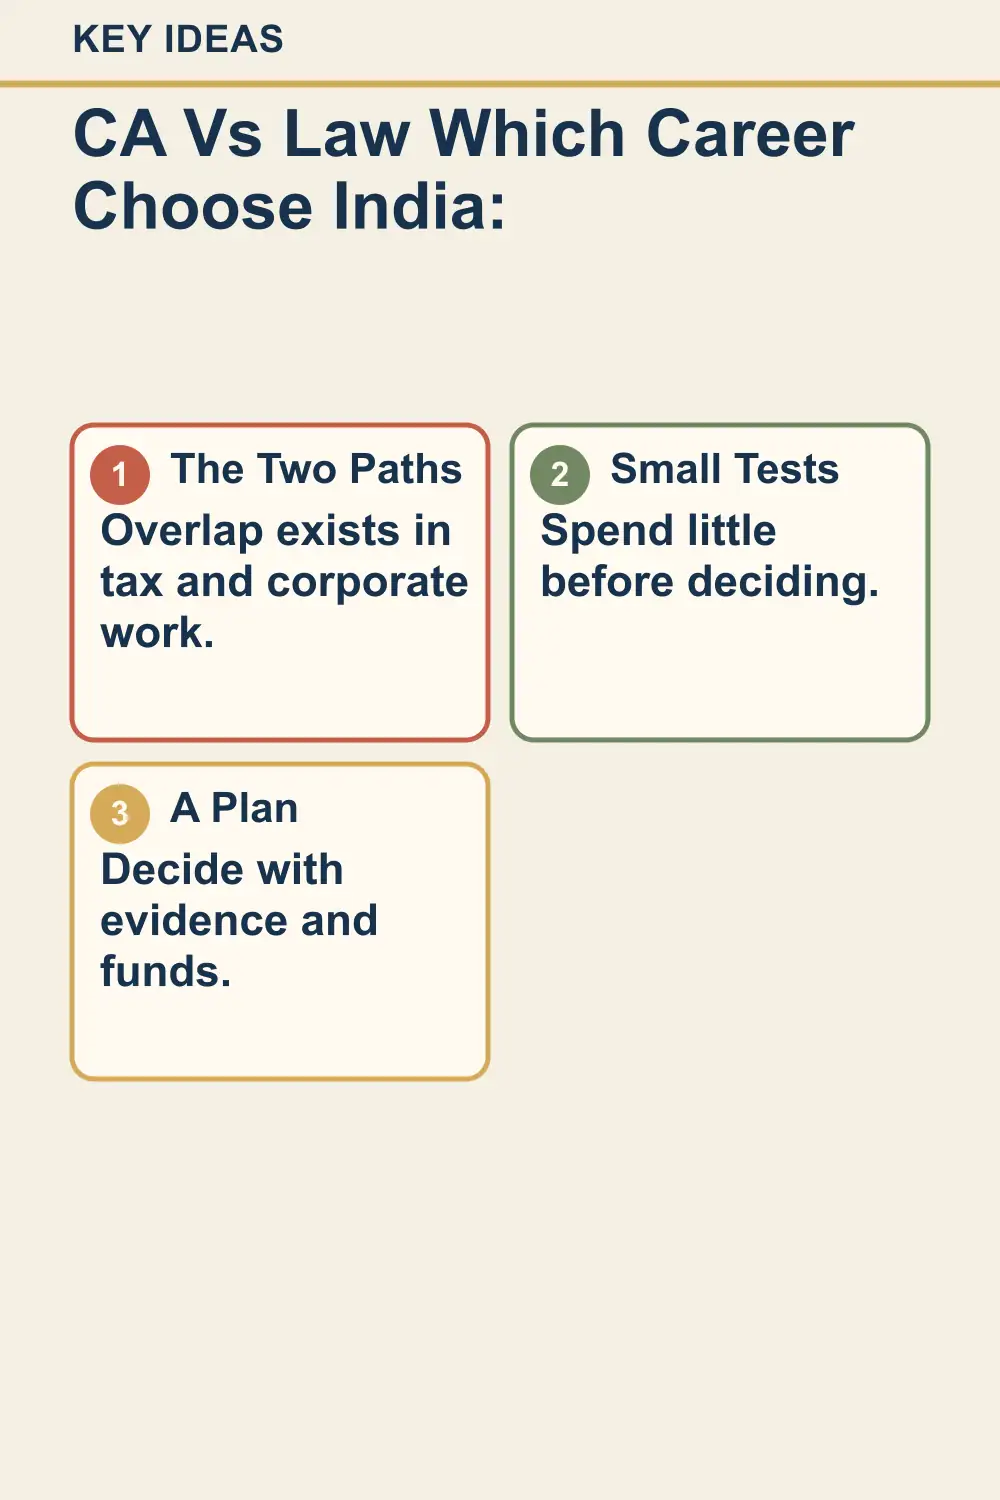 KEY IDEAS
CA Vs Law Which Career
Choose India:
1 The Two Paths
Overlap exists in
tax and corporate
work.
2 Small Tests
Spend little
before deciding.
3 A Plan
Decide with
evidence and
funds.